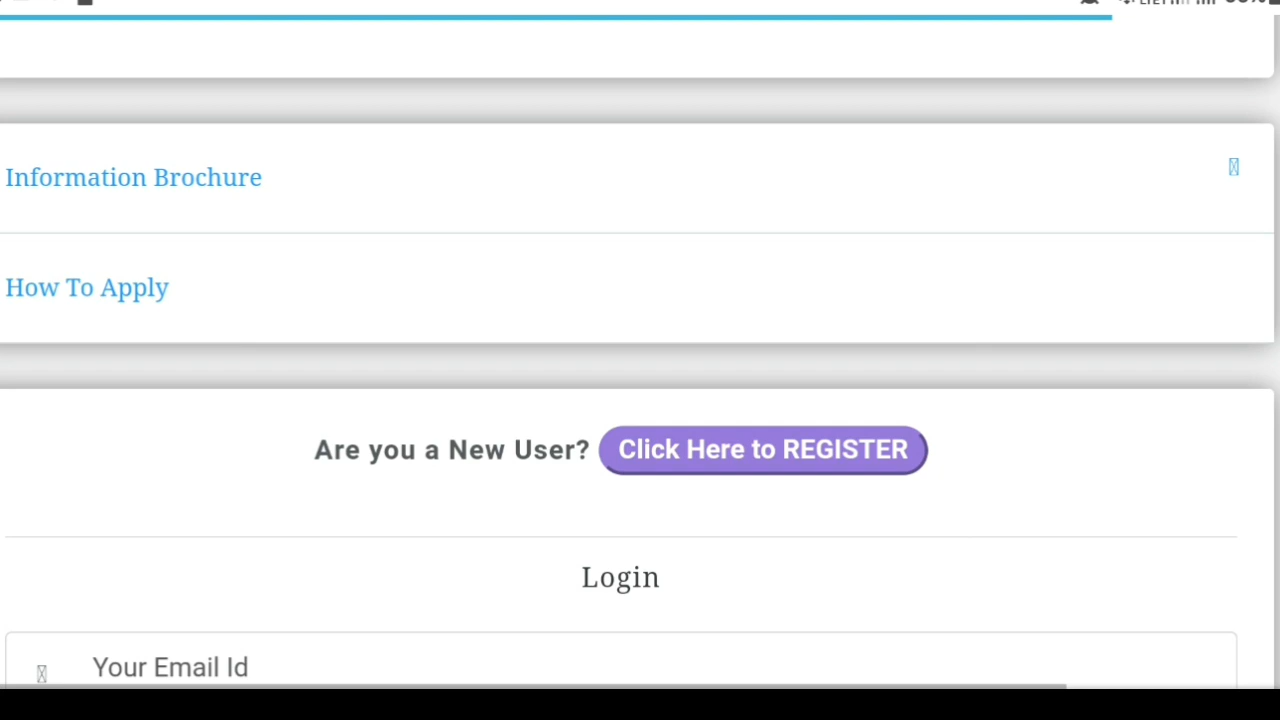 Information Brochure
How To Apply
Are you a New User? Click Here to REGISTER
Login
Your Email Id